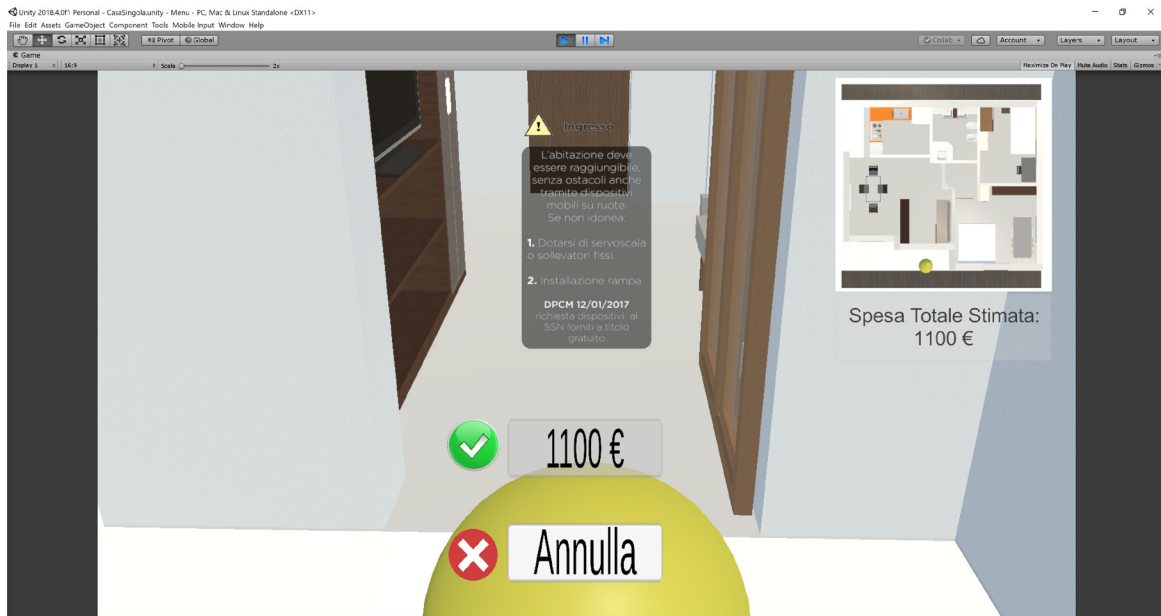 Unity 2018.4.0f1 Personal - CasaSingola.unity - Menu - PC, Mac & Linux Standalone <DX11>
File Edit Assets GameObject Component Tools Mobile Input Window Help
Pivot Global
Collab Account Layers Layout
Game
Display 1 16:9 Scale 2x
Maximize On Play Mute Audio Stats Gizmos
Ingresso
L'abitazione deve
essere raggiungibile,
senza ostacoli anche
tramite dispositivi
mobili su ruote.
Se non idonea:
1. Dotarsi di servoscala
o sollevatori fissi.
2. Installazione rampa
DPCM 12/01/2017
richiesta dispositivi al
SSN forniti a titolo
gratuito
Spesa Totale Stimata:
1100 €
1100 €
Annulla